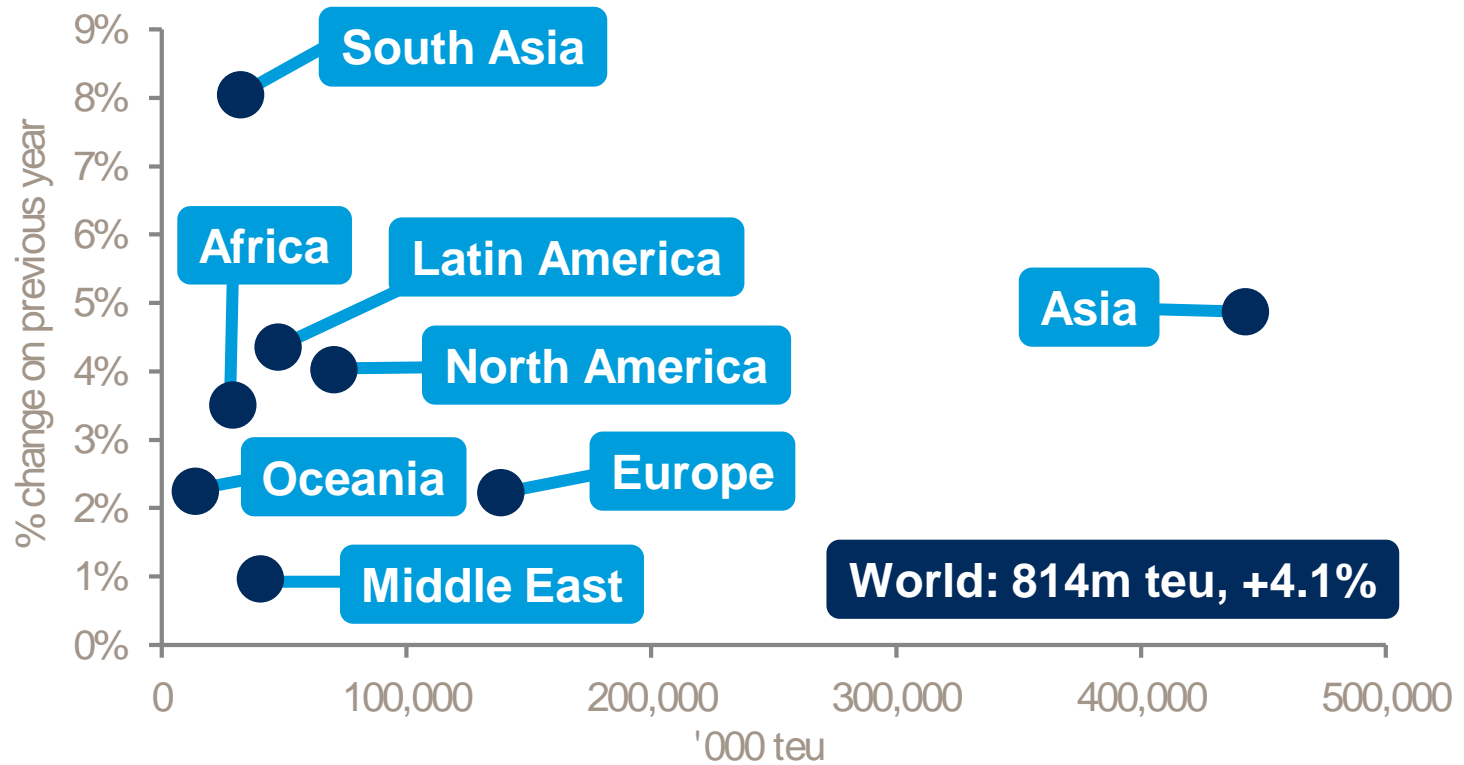 % change on previous year
9%
8%
7%
6%
5%
4%
3%
2%
1%
0%
South Asia
Africa
Latin America
Asia
North America
Oceania
Europe
Middle East
World: 814m teu, +4.1%
0 100,000 200,000 300,000 400,000 500,000
'000 teu